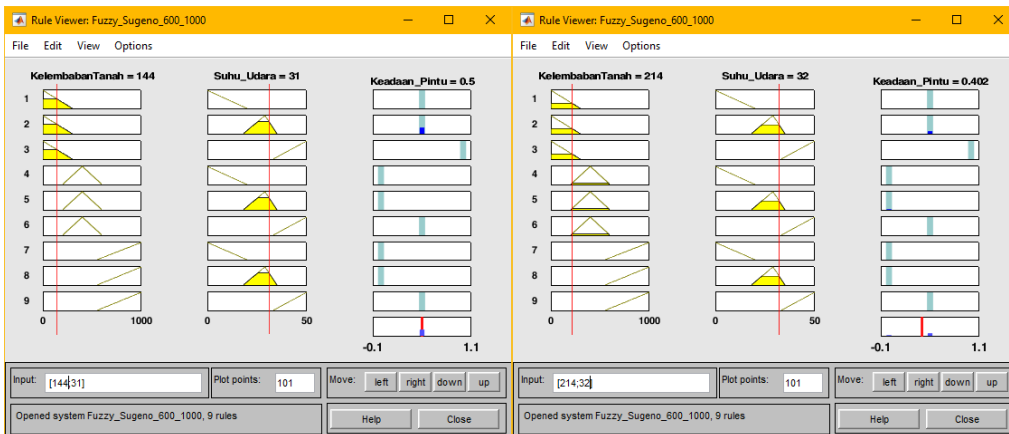 Rule Viewer: Fuzzy_Sugeno_600_1000
File Edit View Options
KelembabanTanah = 144
Suhu_Udara = 31
Keadaan_Pintu = 0.5
1
2
3
4
5
6
7
8
9
0 1000
0 50
-0.1 1.1
Input: [144;31]
Plot points: 101
Move: left right down up
Opened system Fuzzy_Sugeno_600_1000, 9 rules
Help Close
Rule Viewer: Fuzzy_Sugeno_600_1000
File Edit View Options
KelembabanTanah = 214
Suhu_Udara = 32
Keadaan_Pintu = 0.402
1
2
3
4
5
6
7
8
9
0 1000
0 50
-0.1 1.1
Input: [214;32]
Plot points: 101
Move: left right down up
Opened system Fuzzy_Sugeno_600_1000, 9 rules
Help Close